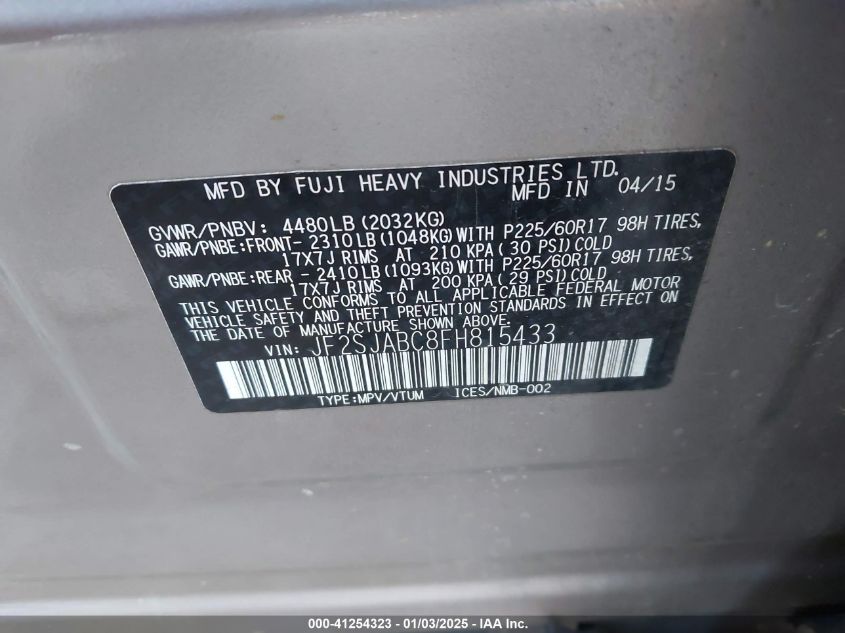 MFD BY FUJI HEAVY INDUSTRIES LTD.
MFD IN 04/15
GVWR/PNBV: 4480LB(2032KG)
GAWR/PNBE:FRONT- 2310LB(1048KG)WITH P225/60R17 98H TIRES,
17X7J RIMS AT 210 KPA(30 PSI)COLD
GAWR/PNBE:REAR - 2410LB(1093KG)WITH P225/60R17 98H TIRES,
17X7J RIMS AT 200 KPA(29 PSI)COLD
THIS VEHICLE CONFORMS TO ALL APPLICABLE FEDERAL MOTOR
VEHICLE SAFETY AND THEFT PREVENTION STANDARDS IN EFFECT ON
THE DATE OF MANUFACTURE SHOWN ABOVE.
VIN: JF2SJABC8FH815433
TYPE:MPV/VTUM ICES/NMB-002
000-41254323 - 01/03/2025 - IAA, Inc.